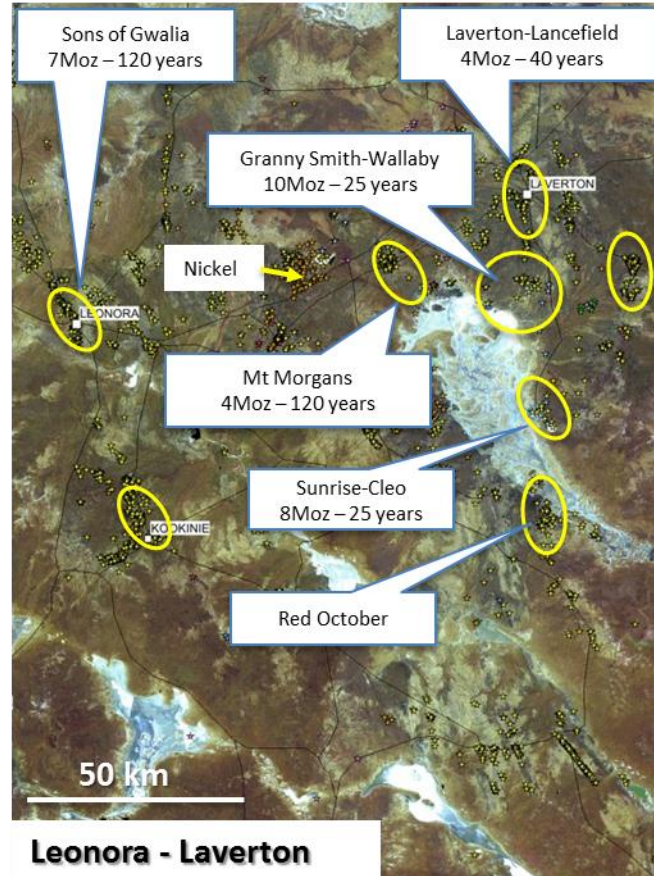 Sons of Gwalia
7Moz – 120 years
Laverton-Lancefield
4Moz – 40 years
Granny Smith-Wallaby
10Moz – 25 years
LAVERTON
Nickel
LEONORA
Mt Morgans
4Moz – 120 years
Sunrise-Cleo
8Moz – 25 years
KOOKINIE
Red October
50 km
Leonora - Laverton